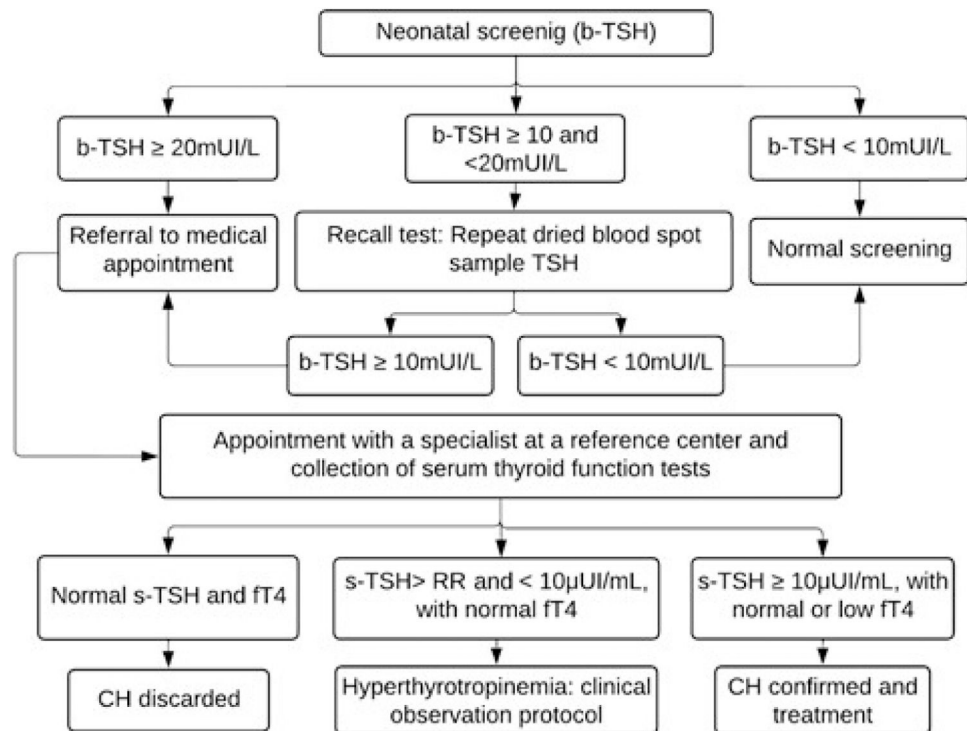 Neonatal screenig (b-TSH)
b-TSH ≥ 20mUI/L
b-TSH ≥ 10 and
<20mUI/L
b-TSH < 10mUI/L
Referral to medical
appointment
Recall test: Repeat dried blood spot
sample TSH
Normal screening
b-TSH ≥ 10mUI/L
b-TSH < 10mUI/L
Appointment with a specialist at a reference center and
collection of serum thyroid function tests
Normal s-TSH and fT4
s-TSH> RR and < 10µUI/mL,
with normal fT4
s-TSH ≥ 10µUI/mL, with
normal or low fT4
CH discarded
Hyperthyrotropinemia: clinical
observation protocol
CH confirmed and
treatment